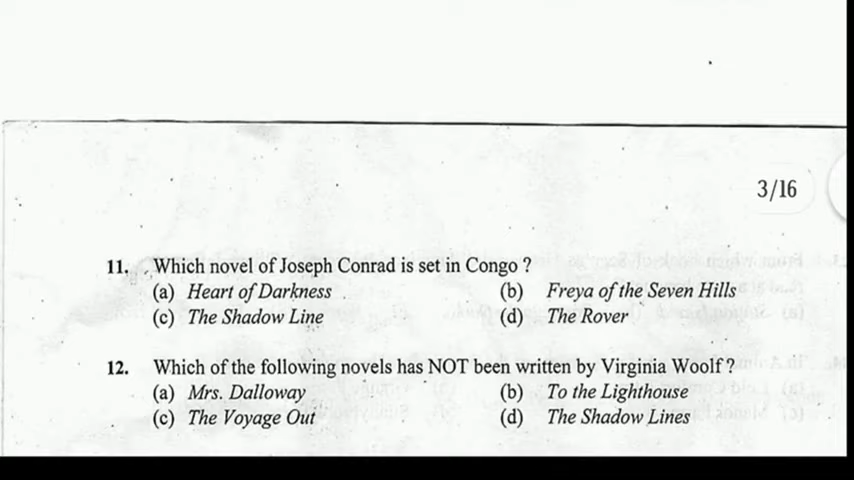 3/16
11. Which novel of Joseph Conrad is set in Congo ?
(a) Heart of Darkness (b) Freya of the Seven Hills
(c) The Shadow Line (d) The Rover
12. Which of the following novels has NOT been written by Virginia Woolf ?
(a) Mrs. Dalloway (b) To the Lighthouse
(c) The Voyage Out (d) The Shadow Lines